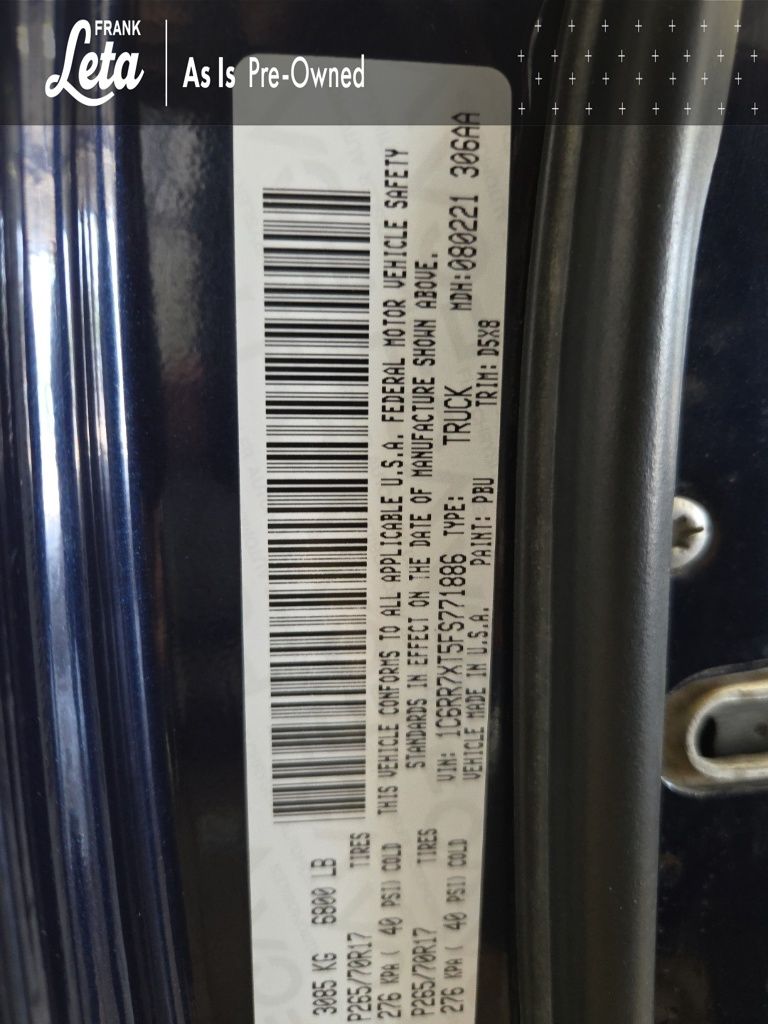 FRANK
Leta
As Is Pre-Owned
3085 KG 6800 LB
P265/70R17 TIRES
276 KPA ( 40 PSI) COLD
P265/70R17 TIRES
276 KPA ( 40 PSI) COLD
THIS VEHICLE CONFORMS TO ALL APPLICABLE U.S.A. FEDERAL MOTOR VEHICLE SAFETY
STANDARDS IN EFFECT ON THE DATE OF MANUFACTURE SHOWN ABOVE.
VIN: 1C6RR7XT5FS771886 TYPE: TRUCK MDH:080221 306AA
VEHICLE MADE IN U.S.A. PAINT: PBU TRIM: D5X8